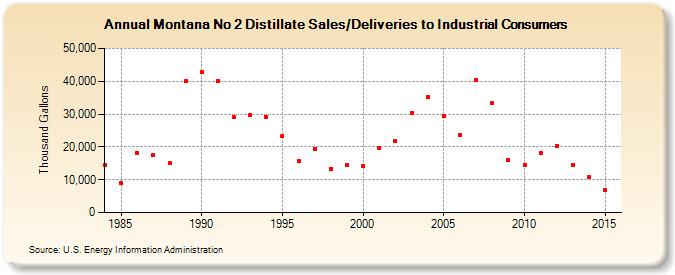 Annual Montana No 2 Distillate Sales/Deliveries to Industrial Consumers
Thousand Gallons
50,000
40,000
30,000
20,000
10,000
0
1985 1990 1995 2000 2005 2010 2015
Source: U.S. Energy Information Administration